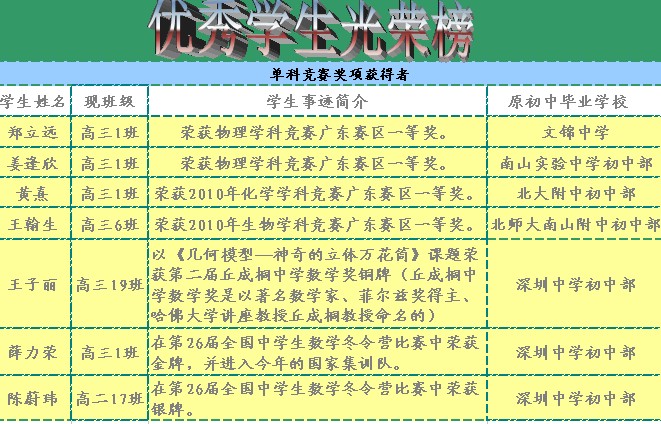 优秀学生光荣榜
单科竞赛奖项获得者
学生姓名 现班级 学生事迹简介 原初中毕业学校
郑立远 高三1班 荣获物理学科竞赛广东赛区一等奖。 文锦中学
姜逢欣 高三1班 荣获物理学科竞赛广东赛区一等奖。 南山实验中学初中部
黄熹 高三1班 荣获2010年化学学科竞赛广东赛区一等奖。 北大附中初中部
王翰生 高三6班 荣获2010年生物学科竞赛广东赛区一等奖。 北师大南山附中初中部
王子丽 高三19班 以《几何模型—神奇的立体万花筒》课题荣
获第二届丘成桐中学数学奖铜牌（丘成桐中
学数学奖是以著名数学家、菲尔兹奖得主、
哈佛大学讲座教授丘成桐教授命名的） 深圳中学初中部
薛力荣 高三1班 在第26届全国中学生数学冬令营比赛中荣获
金牌，并进入今年的国家集训队。 深圳中学初中部
陈蔚玮 高二17班 在第26届全国中学生数学冬令营比赛中荣获
银牌。 深圳中学初中部